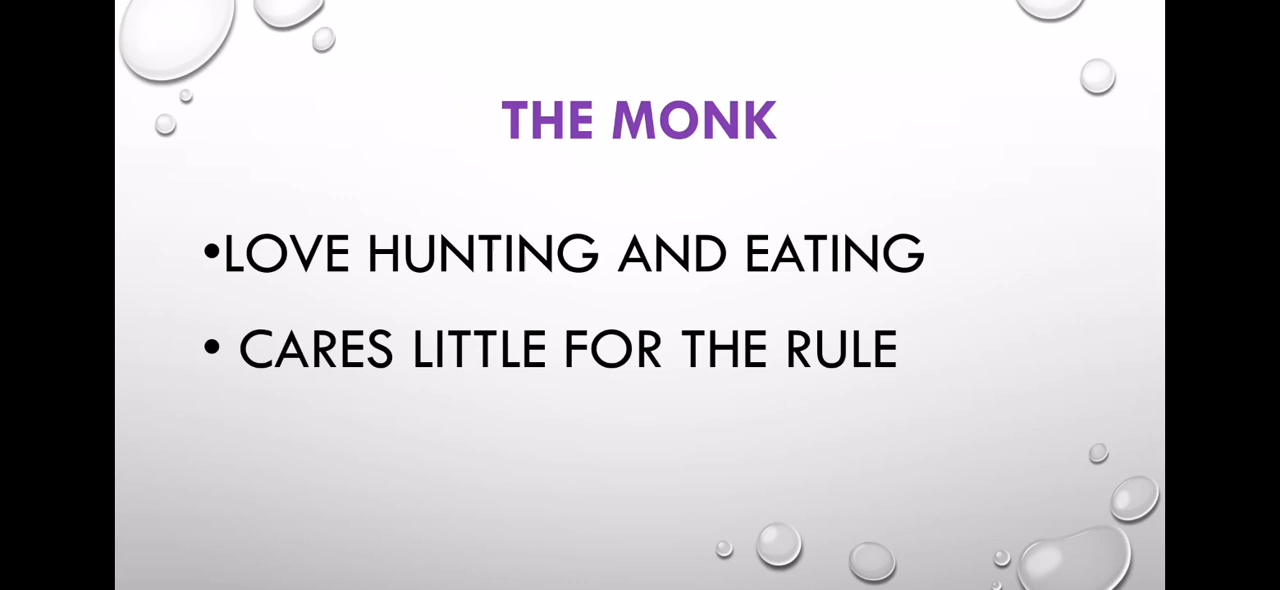 THE MONK
•LOVE HUNTING AND EATING
• CARES LITTLE FOR THE RULE